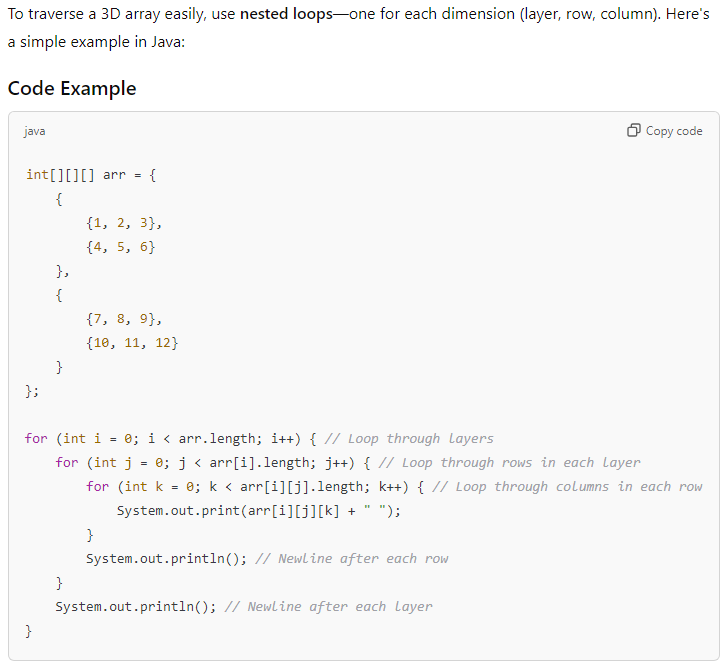 To traverse a 3D array easily, use nested loops—one for each dimension (layer, row, column). Here's
a simple example in Java:
Code Example
java
Copy code
int[][][] arr = {
    {
        {1, 2, 3},
        {4, 5, 6}
    },
    {
        {7, 8, 9},
        {10, 11, 12}
    }
};
for (int i = 0; i < arr.length; i++) { // Loop through layers
    for (int j = 0; j < arr[i].length; j++) { // Loop through rows in each layer
        for (int k = 0; k < arr[i][j].length; k++) { // Loop through columns in each row
            System.out.print(arr[i][j][k] + " ");
        }
        System.out.println(); // Newline after each row
    }
    System.out.println(); // Newline after each layer
}